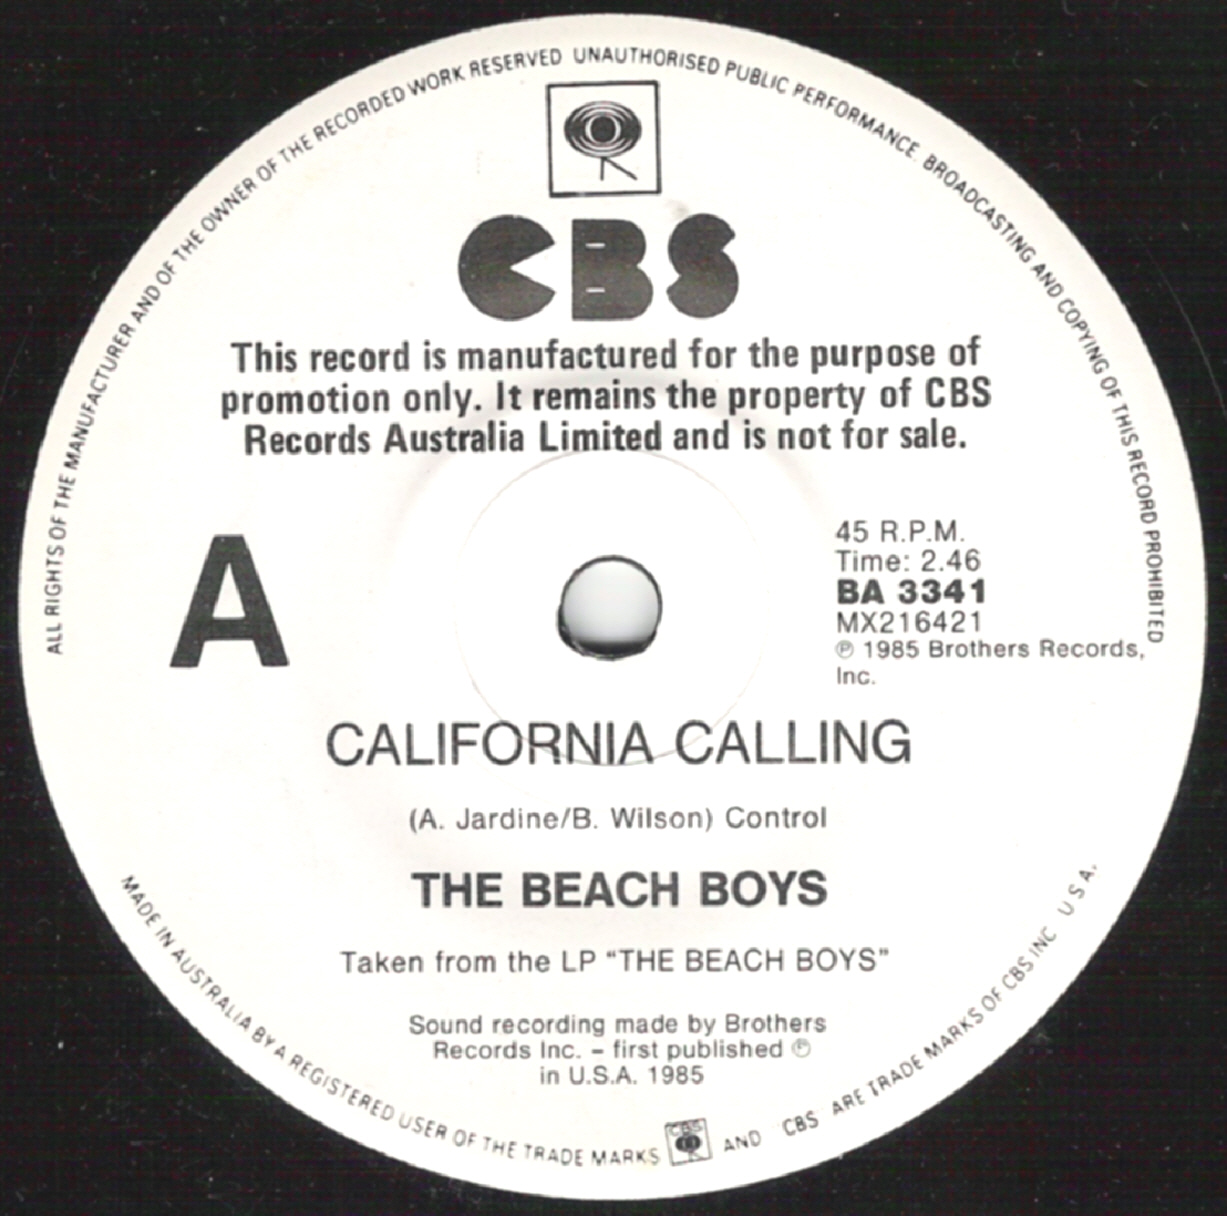 ALL RIGHTS OF THE MANUFACTURER AND OF THE OWNER OF THE RECORDED WORK RESERVED UNAUTHORISED PUBLIC PERFORMANCE. BROADCASTING AND COPYING OF THIS RECORD PROHIBITED
CBS
This record is manufactured for the purpose of
promotion only. It remains the property of CBS
Records Australia Limited and is not for sale.
A
45 R.P.M.
Time: 2.46
BA 3341
MX216421
℗ 1985 Brothers Records,
Inc.
CALIFORNIA CALLING
(A. Jardine/B. Wilson) Control
THE BEACH BOYS
Taken from the LP "THE BEACH BOYS"
Sound recording made by Brothers
Records Inc. – first published ℗
in U.S.A. 1985
MADE IN AUSTRALIA BY A REGISTERED USER OF THE TRADE MARKS CBS AND CBS ARE TRADE MARKS OF CBS INC U S A.